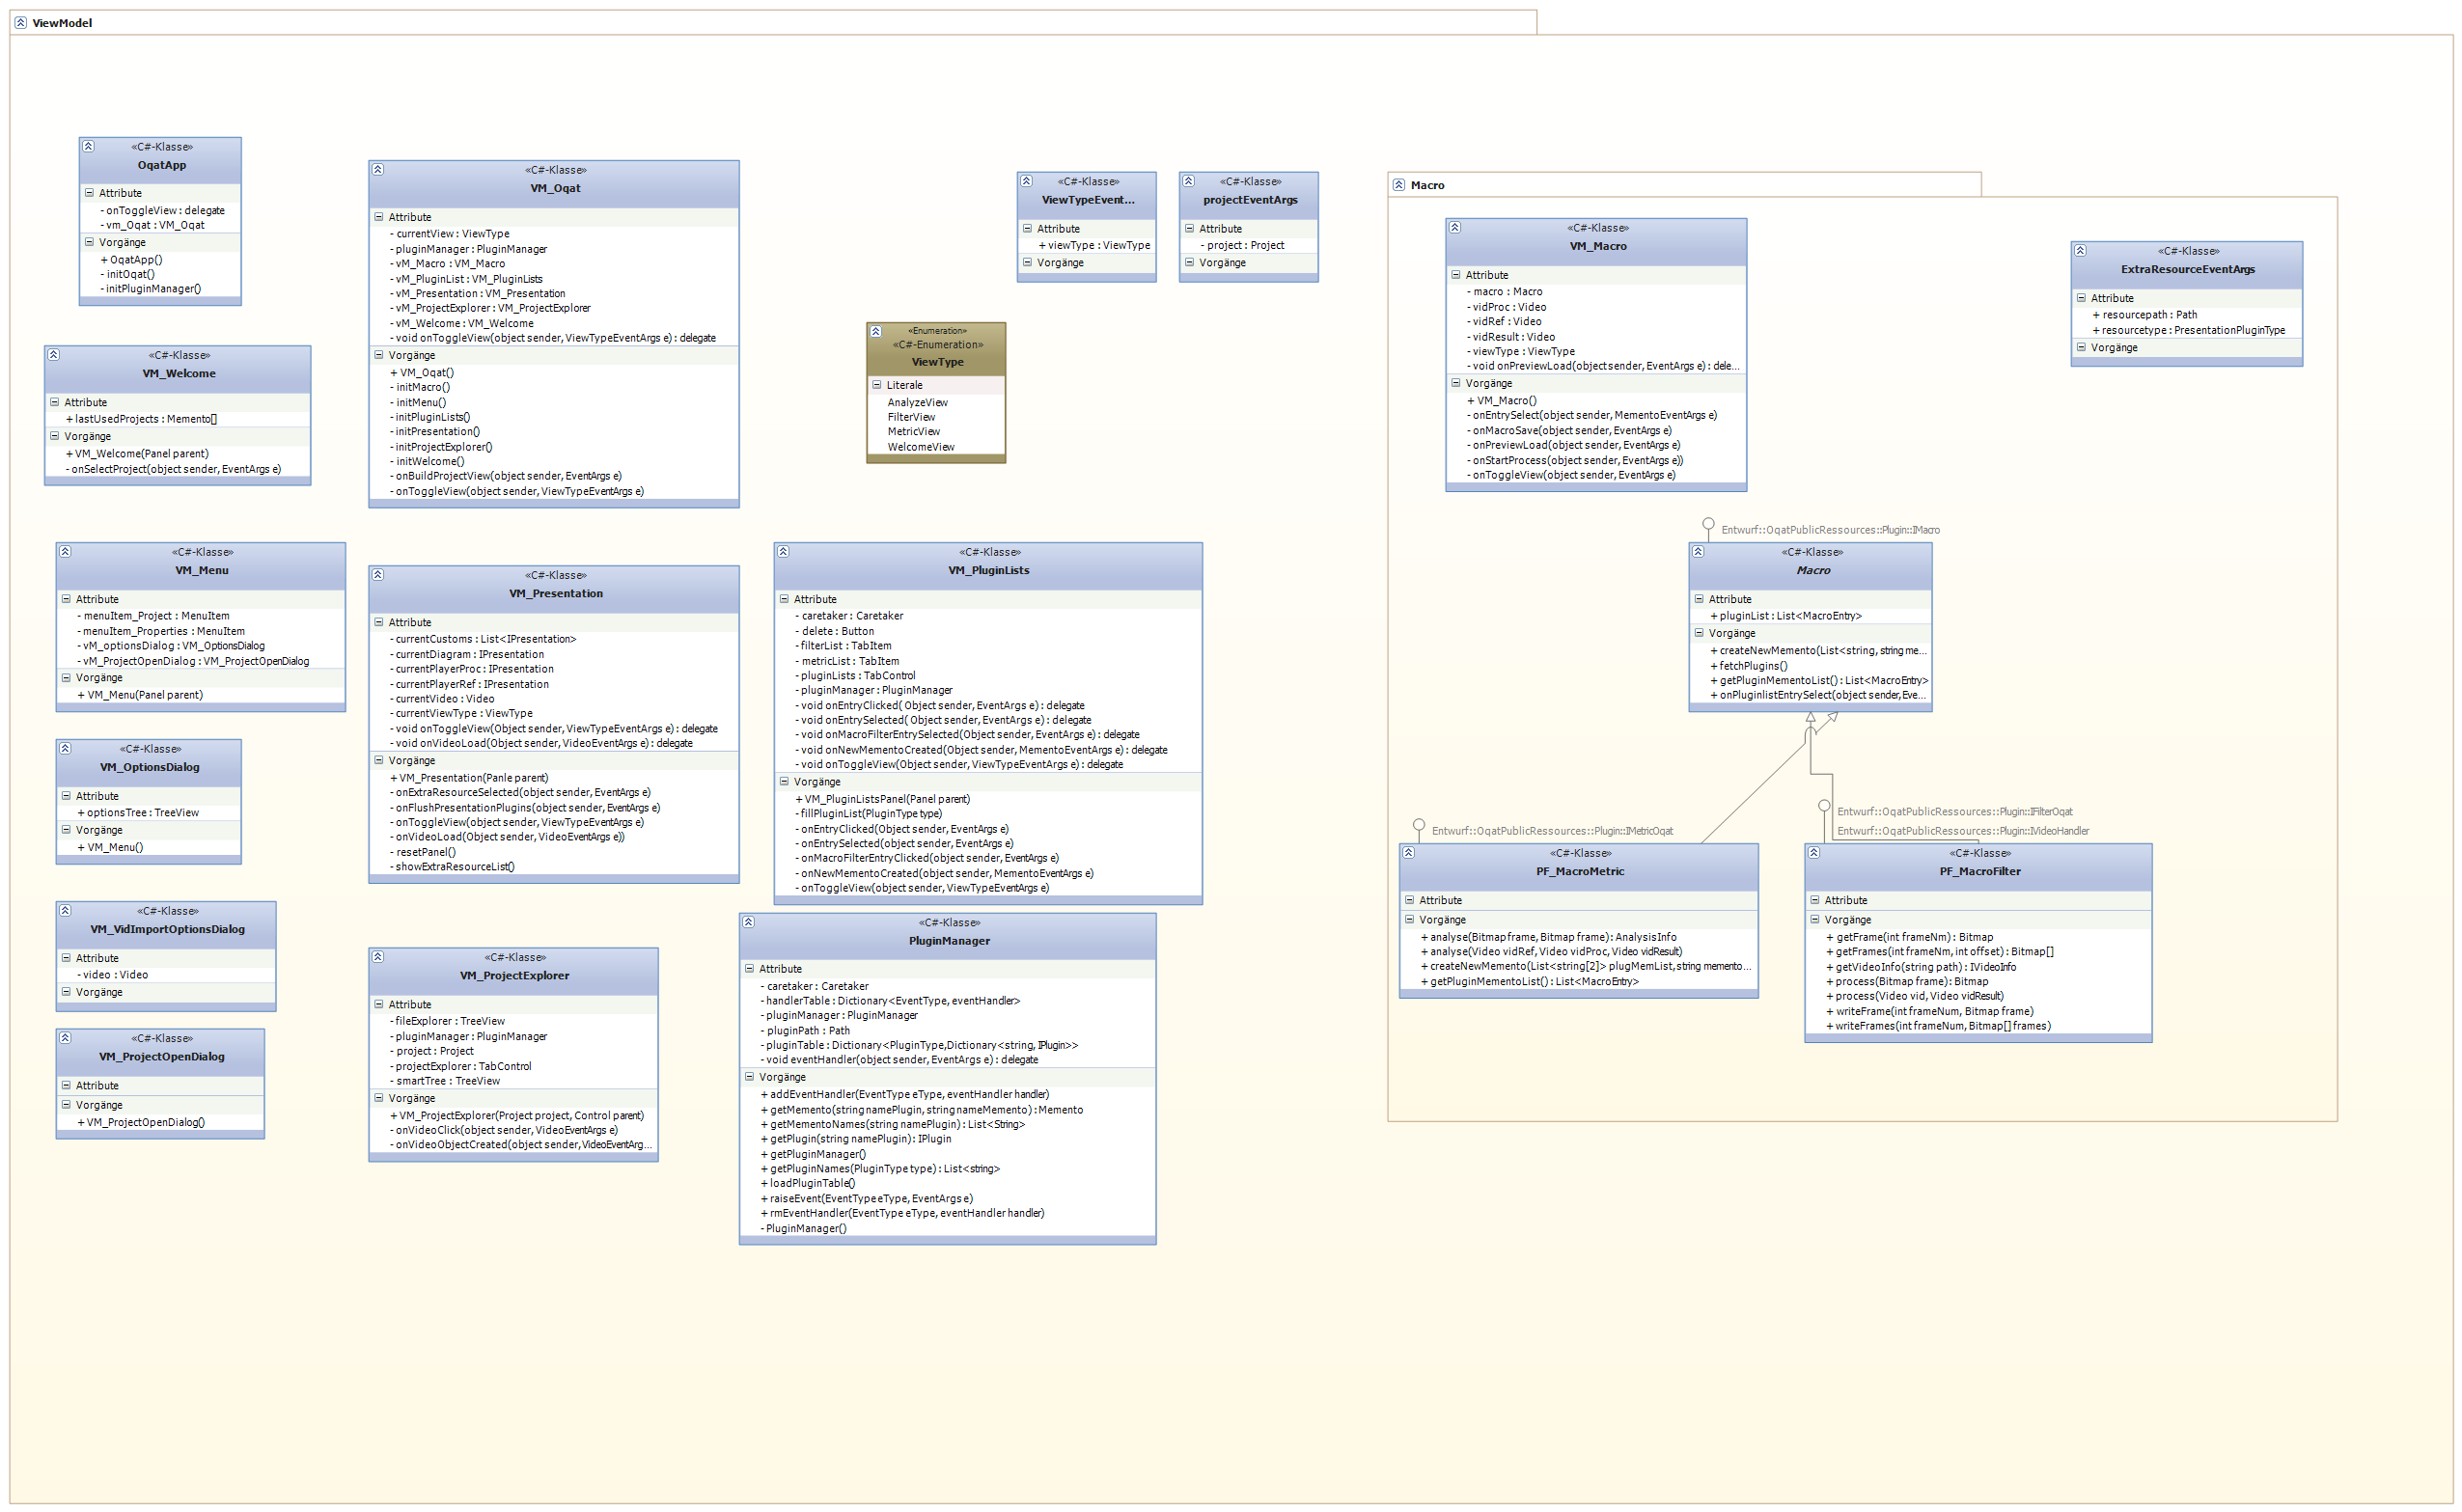 ViewModel
«C#-Klasse»
OqatApp
Attribute
- onToggleView : delegate
- vm_Oqat : VM_Oqat
Vorgänge
+ OqatApp()
- initOqat()
- initPluginManager()
«C#-Klasse»
VM_Welcome
Attribute
+ lastUsedProjects : Memento[]
Vorgänge
+ VM_Welcome(Panel parent)
- onSelectProject(object sender, EventArgs e)
«C#-Klasse»
VM_Menu
Attribute
- menuItem_Project : MenuItem
- menuItem_Properties : MenuItem
- vM_optionsDialog : VM_OptionsDialog
- vM_ProjectOpenDialog : VM_ProjectOpenDialog
Vorgänge
+ VM_Menu(Panel parent)
«C#-Klasse»
VM_OptionsDialog
Attribute
+ optionsTree : TreeView
Vorgänge
+ VM_Menu()
«C#-Klasse»
VM_VidImportOptionsDialog
Attribute
- video : Video
Vorgänge
«C#-Klasse»
VM_ProjectOpenDialog
Attribute
Vorgänge
+ VM_ProjectOpenDialog()
«C#-Klasse»
VM_Oqat
Attribute
- currentView : ViewType
- pluginManager : PluginManager
- vM_Macro : VM_Macro
- vM_PluginList : VM_PluginLists
- vM_Presentation : VM_Presentation
- vM_ProjectExplorer : VM_ProjectExplorer
- vM_Welcome : VM_Welcome
- void onToggleView(object sender, ViewTypeEventArgs e) : delegate
Vorgänge
+ VM_Oqat()
- initMacro()
- initMenu()
- initPluginLists()
- initPresentation()
- initProjectExplorer()
- initWelcome()
- onBuildProjectView(object sender, EventArgs e)
- onToggleView(object sender, ViewTypeEventArgs e)
«C#-Klasse»
VM_Presentation
Attribute
- currentCustoms : List<IPresentation>
- currentDiagram : IPresentation
- currentPlayerProc : IPresentation
- currentPlayerRef : IPresentation
- currentVideo : Video
- currentViewType : ViewType
- void onToggleView(Object sender, ViewTypeEventArgs e) : delegate
- void onVideoLoad(Object sender, VideoEventArgs e) : delegate
Vorgänge
+ VM_Presentation(Panle parent)
- onExtraResourceSelected(object sender, EventArgs e)
- onFlushPresentationPlugins(object sender, EventArgs e)
- onToggleView(object sender, ViewTypeEventArgs e)
- onVideoLoad(Object sender, VideoEventArgs e))
- resetPanel()
- showExtraResourceList()
«C#-Klasse»
VM_ProjectExplorer
Attribute
- fileExplorer : TreeView
- pluginManager : PluginManager
- project : Project
- projectExplorer : TabControl
- smartTree : TreeView
Vorgänge
+ VM_ProjectExplorer(Project project, Control parent)
- onVideoClick(object sender, VideoEventArgs e)
- onVideoObjectCreated(object sender, VideoEventArg...
«C#-Klasse»
ViewTypeEvent...
Attribute
+ viewType : ViewType
Vorgänge
«C#-Klasse»
projectEventArgs
Attribute
- project : Project
Vorgänge
«Enumeration»
«C#-Enumeration»
ViewType
Literale
AnalyzeView
FilterView
MetricView
WelcomeView
«C#-Klasse»
VM_PluginLists
Attribute
- caretaker : Caretaker
- delete : Button
- filterList : TabItem
- metricList : TabItem
- pluginLists : TabControl
- pluginManager : PluginManager
- void onEntryClicked( Object sender, EventArgs e) : delegate
- void onEntrySelected( Object sender, EventArgs e) : delegate
- void onMacroFilterEntrySelected(Object sender, EventArgs e) : delegate
- void onNewMementoCreated(Object sender, MementoEventArgs e) : delegate
- void onToggleView(Object sender, ViewTypeEventArgs e) : delegate
Vorgänge
+ VM_PluginListsPanel(Panel parent)
- fillPluginList(PluginType type)
- onEntryClicked(Object sender, EventArgs e)
- onEntrySelected(object sender, EventArgs e)
- onMacroFilterEntryClicked(object sender, EventArgs e)
- onNewMementoCreated(object sender, MementoEventArgs e)
- onToggleView(object sender, ViewTypeEventArgs e)
«C#-Klasse»
PluginManager
Attribute
- caretaker : Caretaker
- handlerTable : Dictionary<EventType, eventHandler>
- pluginManager : PluginManager
- pluginPath : Path
- pluginTable : Dictionary<PluginType,Dictionary<string, IPlugin>>
- void eventHandler(object sender, EventArgs e) : delegate
Vorgänge
+ addEventHandler(EventType eType, eventHandler handler)
+ getMemento(string namePlugin, string nameMemento) : Memento
+ getMementoNames(string namePlugin) : List<String>
+ getPlugin(string namePlugin) : IPlugin
+ getPluginManager()
+ getPluginNames(PluginType type) : List<string>
+ loadPluginTable()
+ raiseEvent(EventType eType, EventArgs e)
+ rmEventHandler(EventType eType, eventHandler handler)
- PluginManager()
Macro
«C#-Klasse»
VM_Macro
Attribute
- macro : Macro
- vidProc : Video
- vidRef : Video
- vidResult : Video
- viewType : ViewType
- void onPreviewLoad(object sender, EventArgs e) : dele...
Vorgänge
+ VM_Macro()
- onEntrySelect(object sender, MementoEventArgs e)
- onMacroSave(object sender, EventArgs e)
- onPreviewLoad(object sender, EventArgs e)
- onStartProcess(object sender, EventArgs e))
- onToggleView(object sender, EventArgs e)
«C#-Klasse»
ExtraResourceEventArgs
Attribute
+ resourcepath : Path
+ resourcetype : PresentationPluginType
Vorgänge
Entwurf::OqatPublicRessources::Plugin::IMacro
«C#-Klasse»
Macro
Attribute
+ pluginList : List<MacroEntry>
Vorgänge
+ createNewMemento(List<string, string me...
+ fetchPlugins()
+ getPluginMementoList() : List<MacroEntry>
+ onPluginlistEntrySelect(object sender, Eve...
Entwurf::OqatPublicRessources::Plugin::IMetricOqat
«C#-Klasse»
PF_MacroMetric
Attribute
Vorgänge
+ analyse(Bitmap frame, Bitmap frame) : AnalysisInfo
+ analyse(Video vidRef, Video vidProc, Video vidResult)
+ createNewMemento(List<string[2]> plugMemList, string memento...
+ getPluginMementoList() : List<MacroEntry>
Entwurf::OqatPublicRessources::Plugin::IFilterOqat
Entwurf::OqatPublicRessources::Plugin::IVideoHandler
«C#-Klasse»
PF_MacroFilter
Attribute
Vorgänge
+ getFrame(int frameNm) : Bitmap
+ getFrames(int frameNm, int offset) : Bitmap[]
+ getVideoInfo(string path) : IVideoInfo
+ process(Bitmap frame) : Bitmap
+ process(Video vid, Video vidResult)
+ writeFrame(int frameNum, Bitmap frame)
+ writeFrames(int frameNum, Bitmap[] frames)